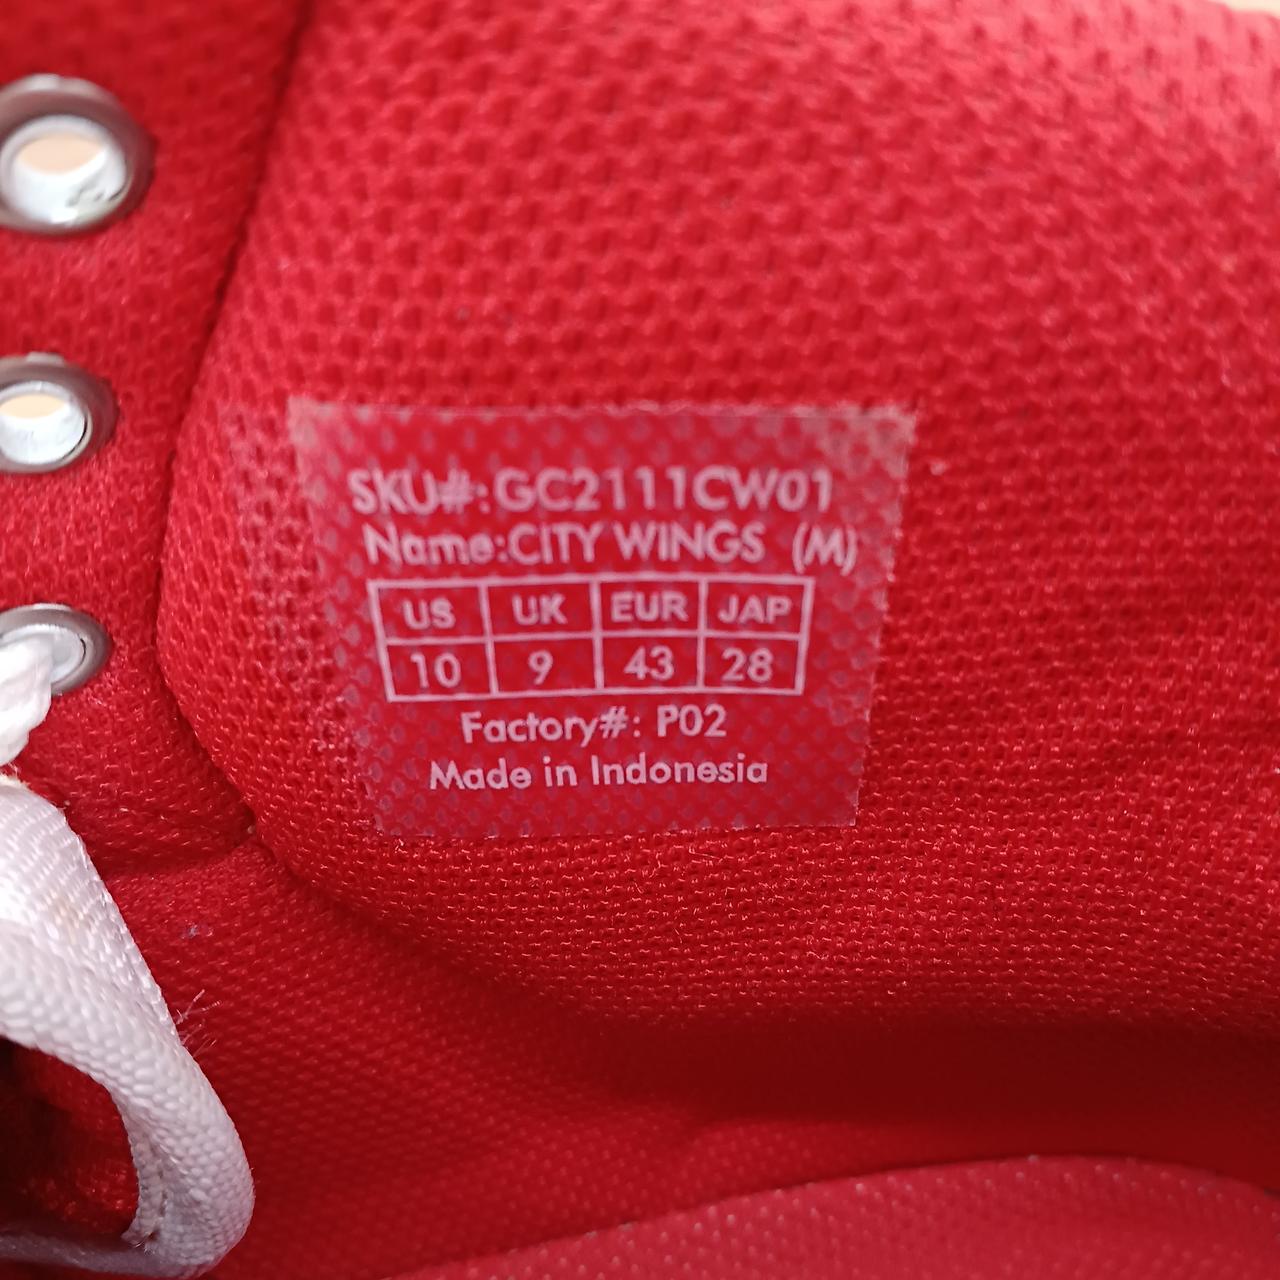 SKU#:GC2111CW01
Name:CITY WINGS (M)
US UK EUR JAP
10 9 43 28
Factory#: P02
Made in Indonesia